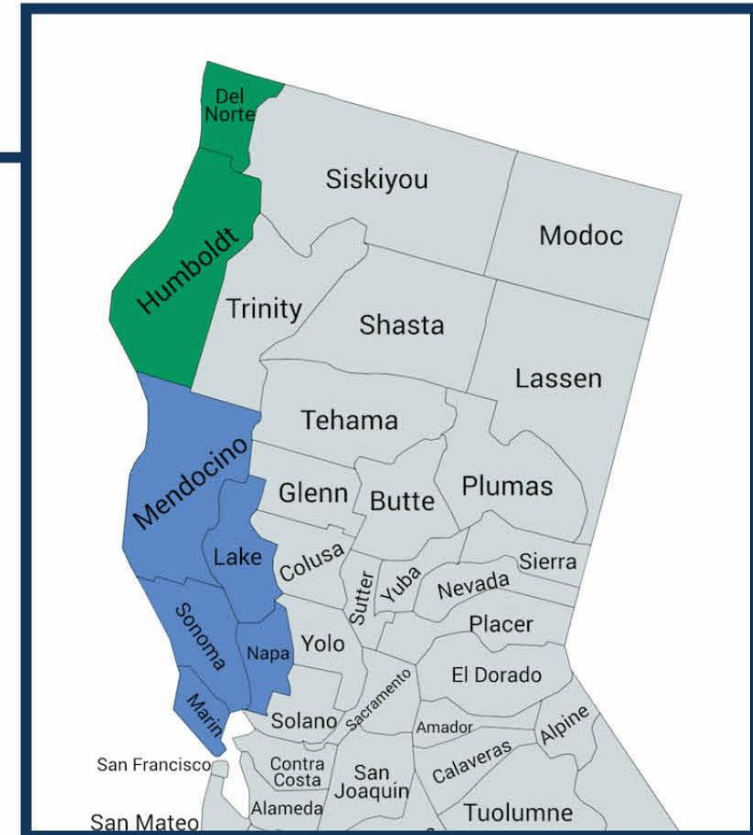 Del
Norte
Siskiyou
Modoc
Humboldt
Trinity
Shasta
Lassen
Tehama
Mendocino
Glenn
Butte
Plumas
Lake
Colusa
Sutter
Yuba
Nevada
Sierra
Placer
Sonoma
Napa
Yolo
El Dorado
Marin
Solano
Sacramento
Amador
Alpine
San Francisco
Contra
Costa
San
Joaquin
Calaveras
San Mateo
Alameda
Tuolumne